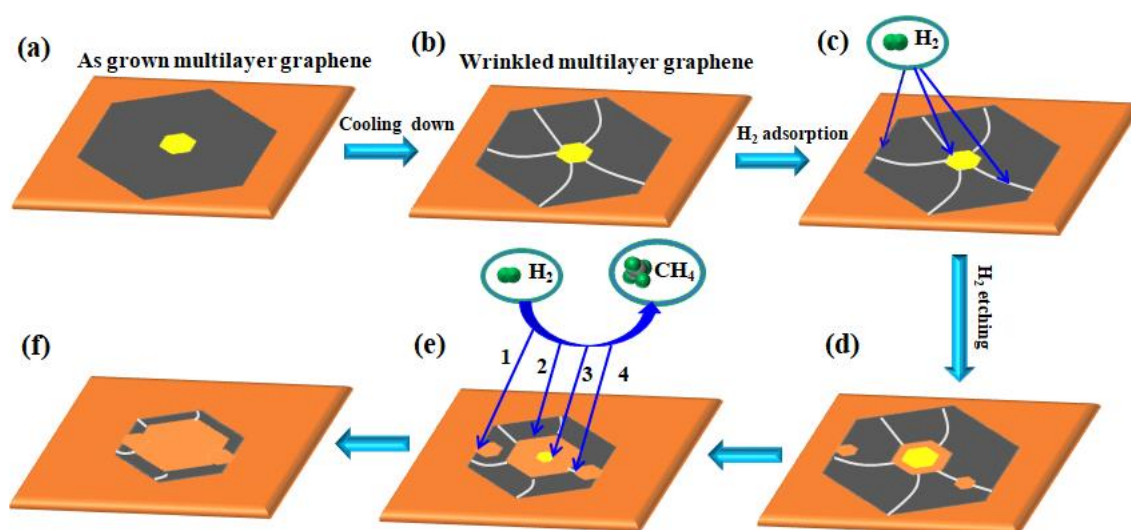 (a)
As grown multilayer graphene
Cooling down
(b)
Wrinkled multilayer graphene
H₂ adsorption
(c)
H₂
H₂ etching
(d)
(e)
H₂
CH₄
1
2
3
4
(f)